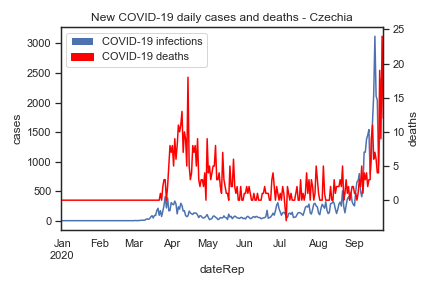 New COVID-19 daily cases and deaths - Czechia
COVID-19 infections
COVID-19 deaths
cases
3000
2500
2000
1500
1000
500
0
deaths
25
20
15
10
5
0
Jan Feb Mar Apr May Jun Jul Aug Sep
2020
dateRep